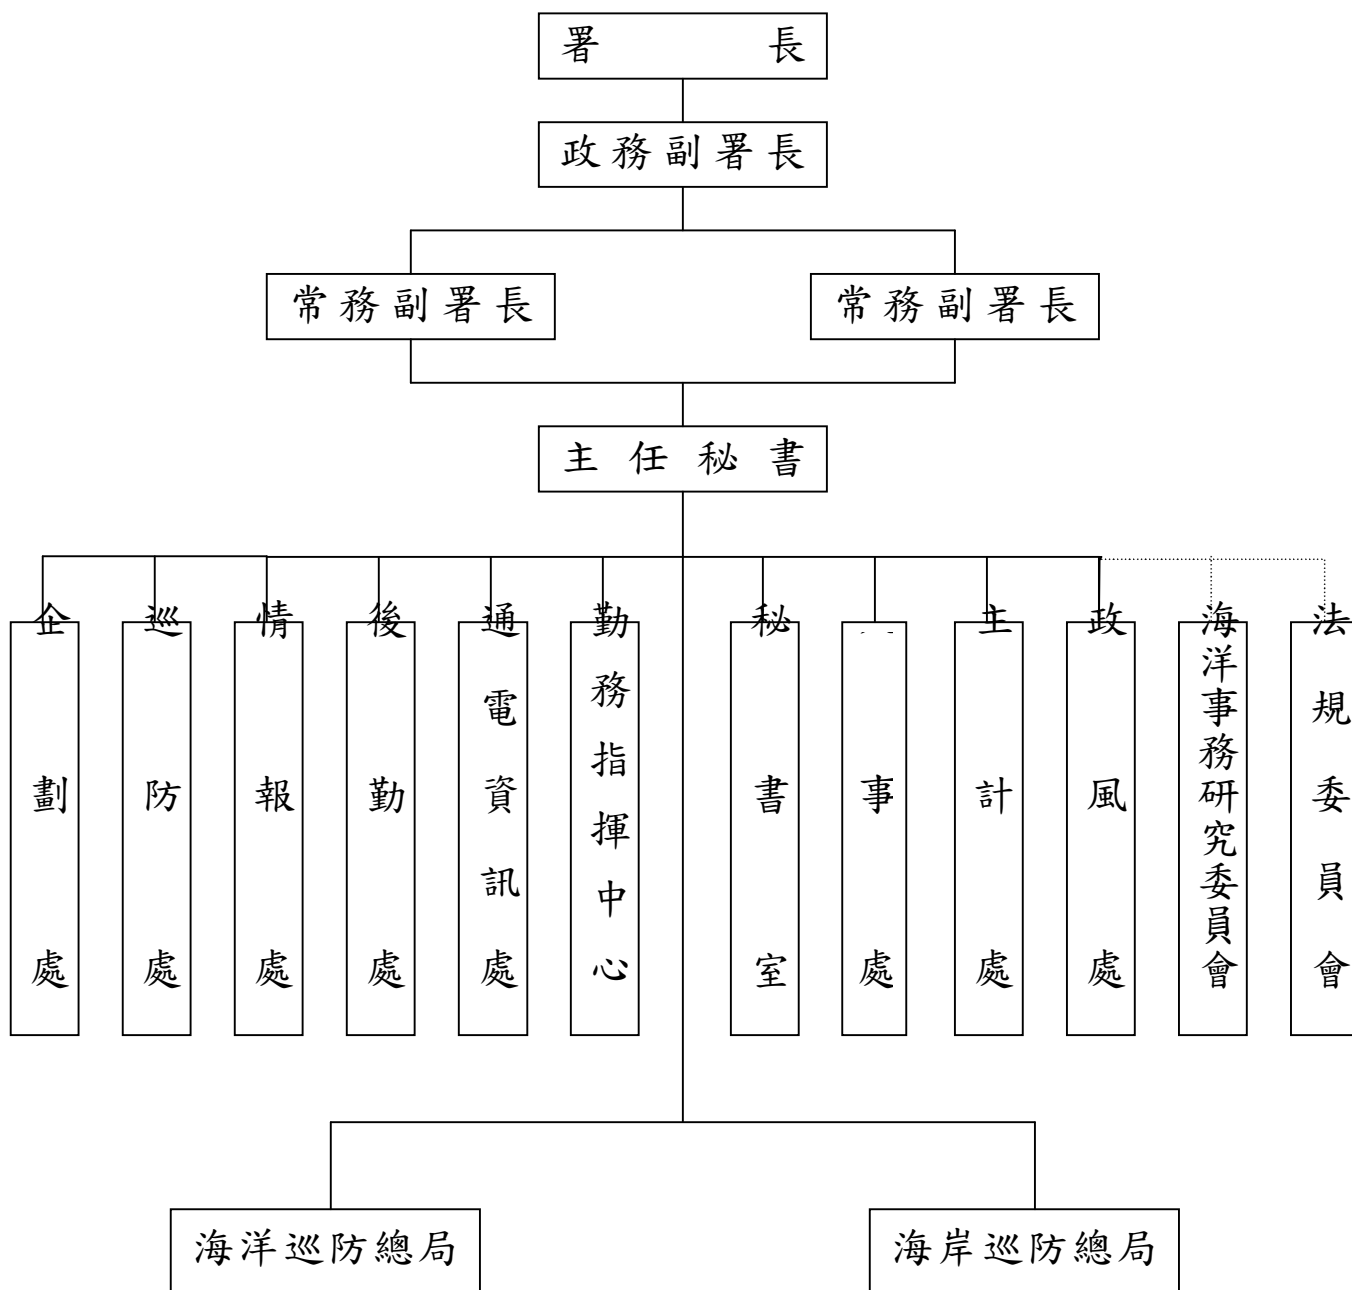 署長
政務副署長
常務副署長
常務副署長
主任秘書
企劃處
巡防處
情報處
後勤處
通電資訊處
勤務指揮中心
秘書室
事處
主計處
政風處
海洋事務研究委員會
法規委員會
海洋巡防總局
海岸巡防總局